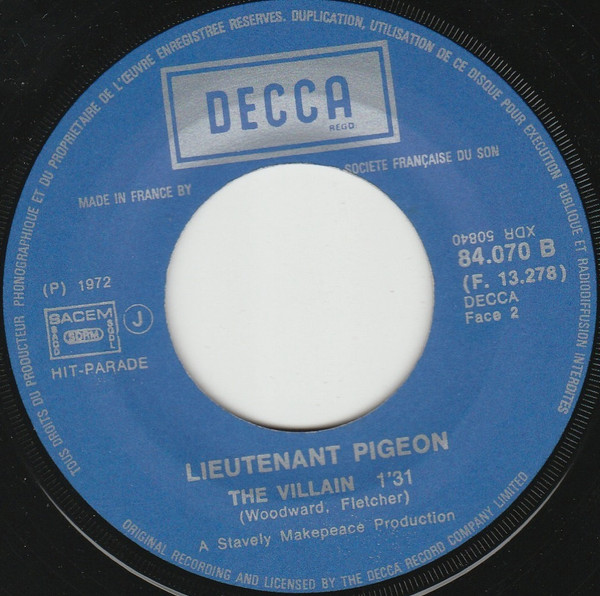 TOUS DROITS DU PRODUCTEUR PHONOGRAPHIQUE ET DU PROPRIETAIRE DE L'ŒUVRE ENREGISTREE RESERVES. DUPLICATION, UTILISATION DE CE DISQUE POUR EXECUTION PUBLIQUE ET RADIODIFFUSION INTERDITES
DECCA
REGD
MADE IN FRANCE BY SOCIETE FRANÇAISE DU SON
XDR 50840
84.070 B
(F. 13.278)
DECCA
Face 2
(P) 1972
SACEM
SACD SDRM SGDL
J
HIT-PARADE
LIEUTENANT PIGEON
THE VILLAIN 1'31
(Woodward, Fletcher)
A Stavely Makepeace Production
ORIGINAL RECORDING AND LICENSED BY THE DECCA RECORD COMPANY LIMITED